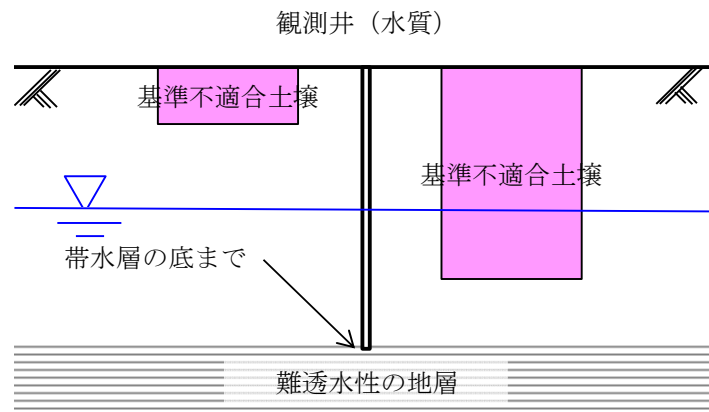 観測井（水質）
基準不適合土壌
基準不適合土壌
帯水層の底まで
難透水性の地層